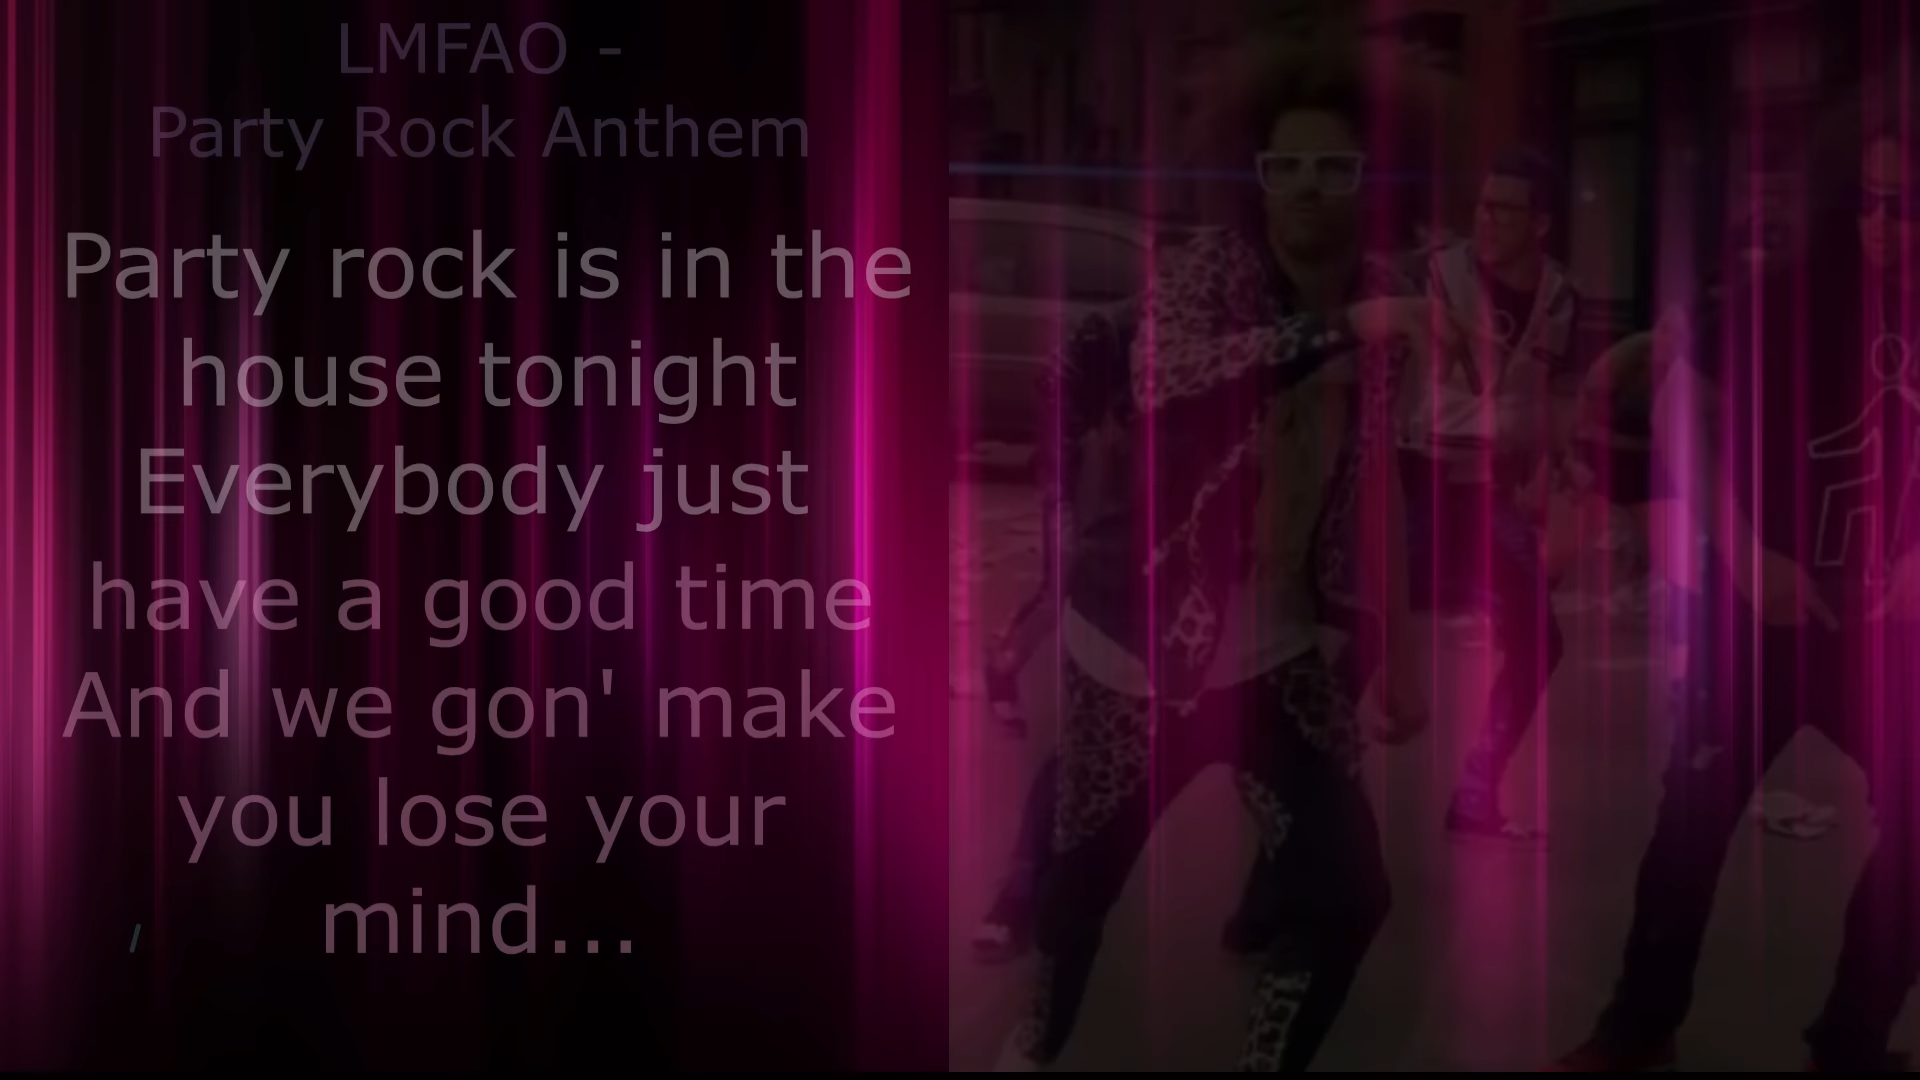 LMFAO -
Party Rock Anthem
Party rock is in the
house tonight
Everybody just
have a good time
And we gon' make
you lose your
mind...
/